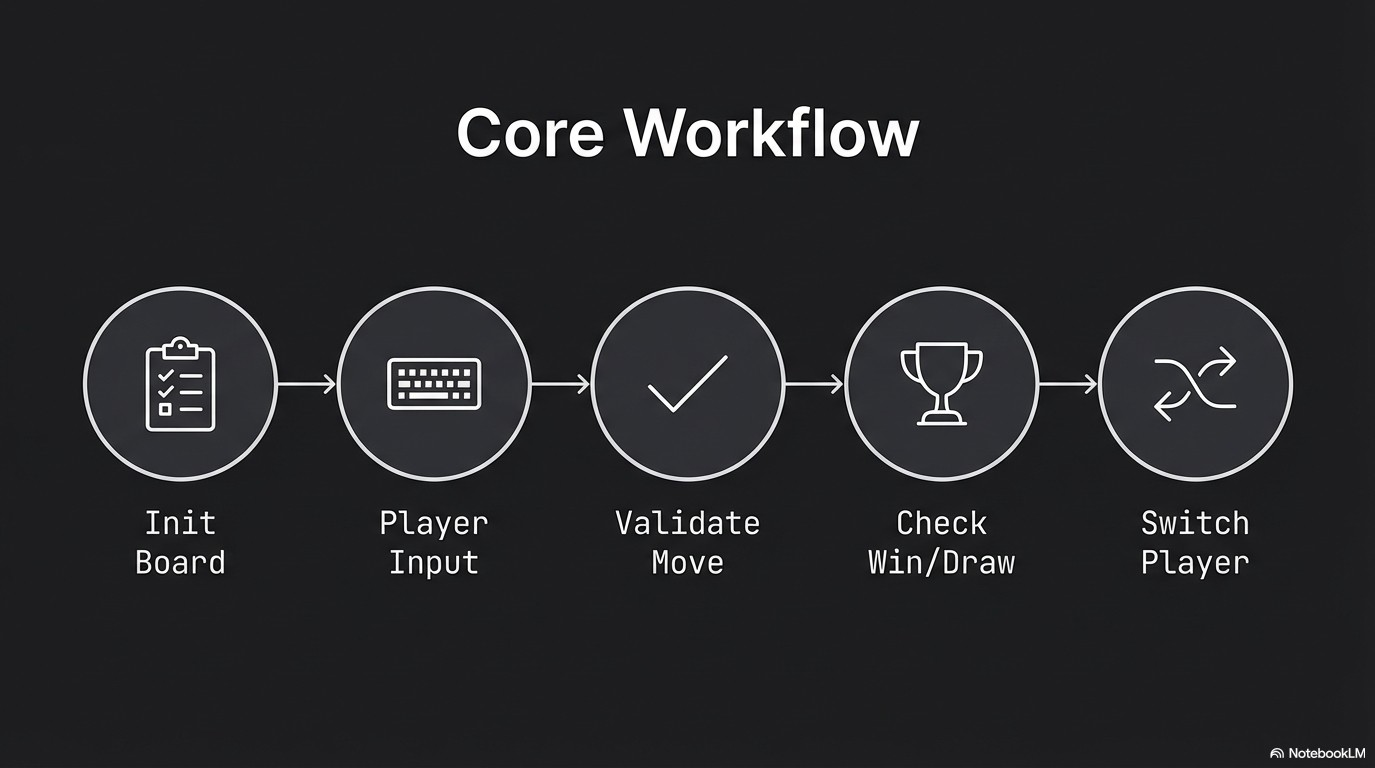 Core Workflow
Init
Board
Player
Input
Validate
Move
Check
Win/Draw
Switch
Player
NotebookLM